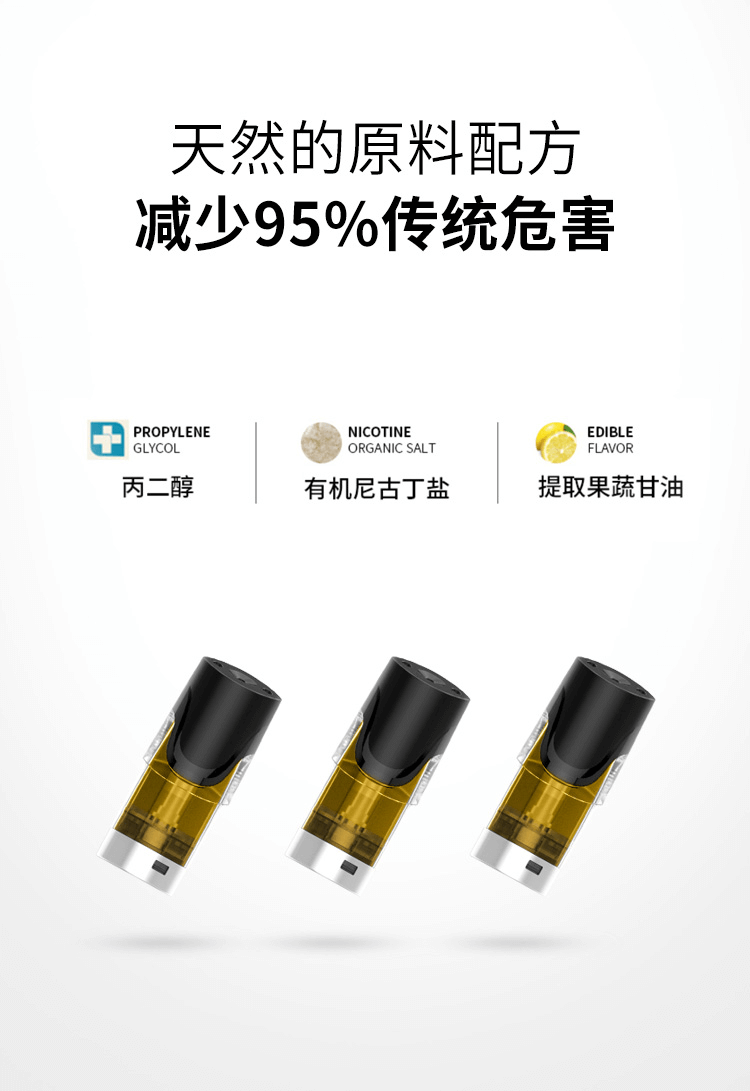 天然的原料配方
减少95%传统危害
PROPYLENE
GLYCOL
丙二醇
NICOTINE
ORGANIC SALT
有机尼古丁盐
EDIBLE
FLAVOR
提取果蔬甘油